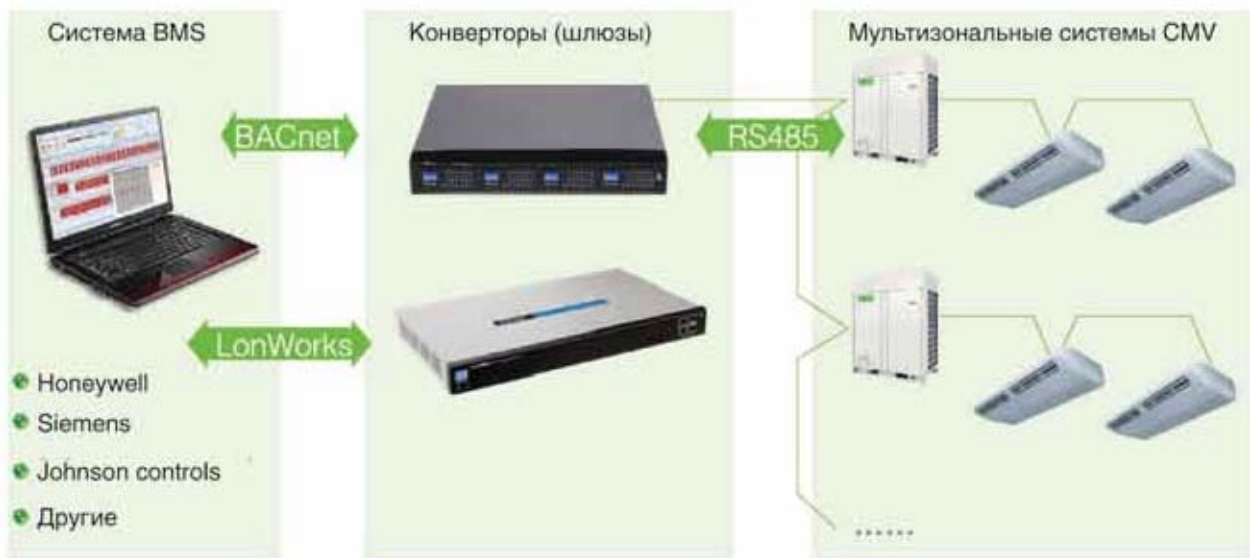 Система BMS
Конверторы (шлюзы)
Мультизональные системы CMV
BACnet
RS485
LonWorks
Honeywell
Siemens
Johnson controls
Другие
......